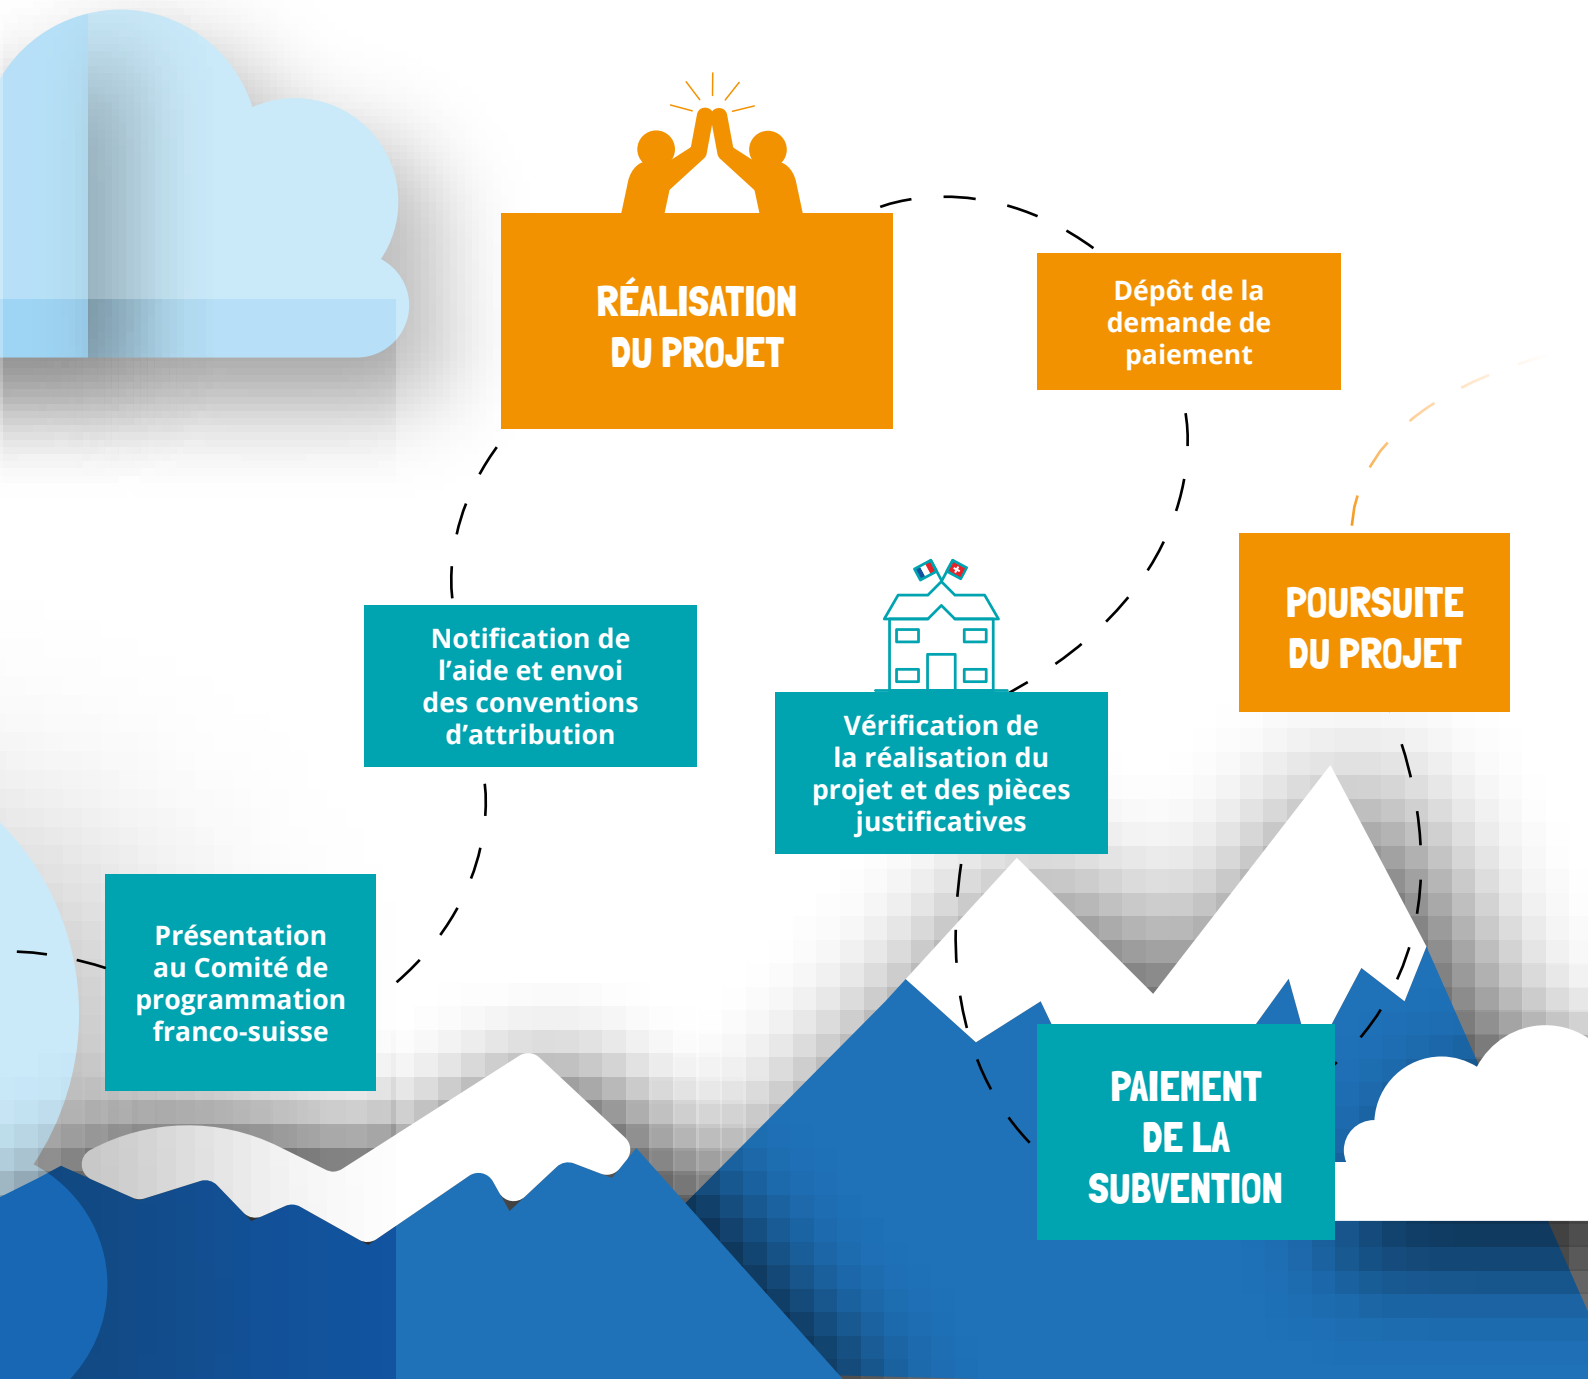 RÉALISATION
DU PROJET
Dépôt de la
demande de
paiement
POURSUITE
DU PROJET
Notification de
l’aide et envoi
des conventions
d’attribution
Vérification de
la réalisation du
projet et des pièces
justificatives
Présentation
au Comité de
programmation
franco-suisse
PAIEMENT
DE LA
SUBVENTION